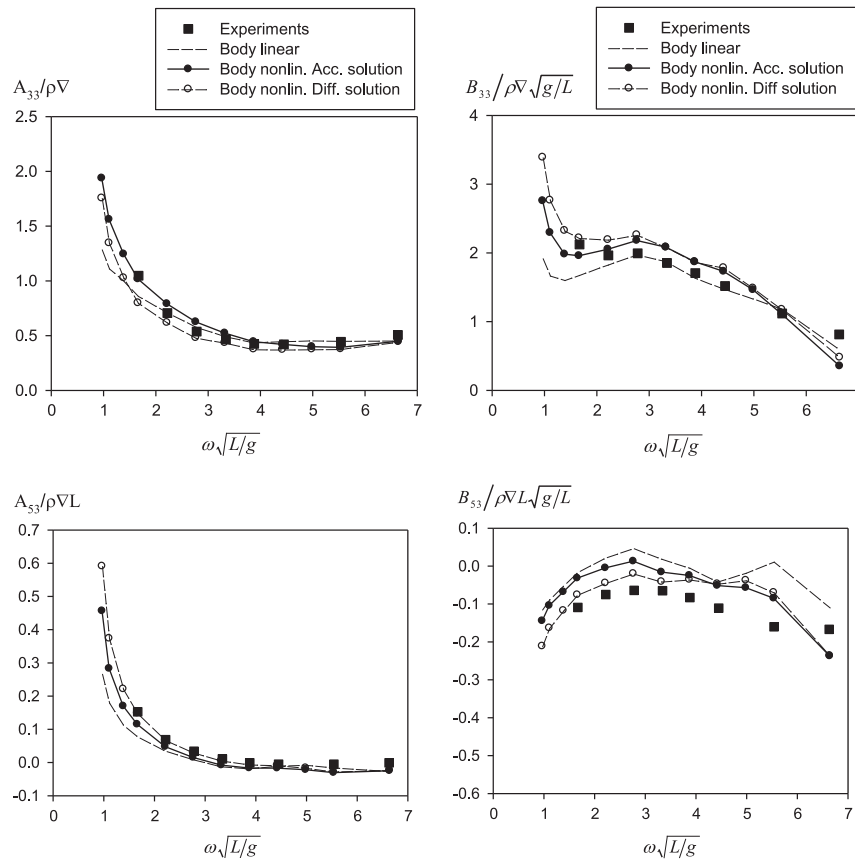 Experiments
Body linear
Body nonlin. Acc. solution
Body nonlin. Diff. solution
A₃₃/ρ∇
2.5
2.0
1.5
1.0
0.5
0.0
0 1 2 3 4 5 6 7
ω√L/g
Experiments
Body linear
Body nonlin. Acc. solution
Body nonlin. Diff solution
B₃₃/ρ∇√g/L
4
3
2
1
0
0 1 2 3 4 5 6 7
ω√L/g
A₅₃/ρ∇L
0.7
0.6
0.5
0.4
0.3
0.2
0.1
0.0
-0.1
0 1 2 3 4 5 6 7
ω√L/g
B₅₃/ρ∇L√g/L
0.1
0.0
-0.1
-0.2
-0.3
-0.4
-0.5
-0.6
0 1 2 3 4 5 6 7
ω√L/g